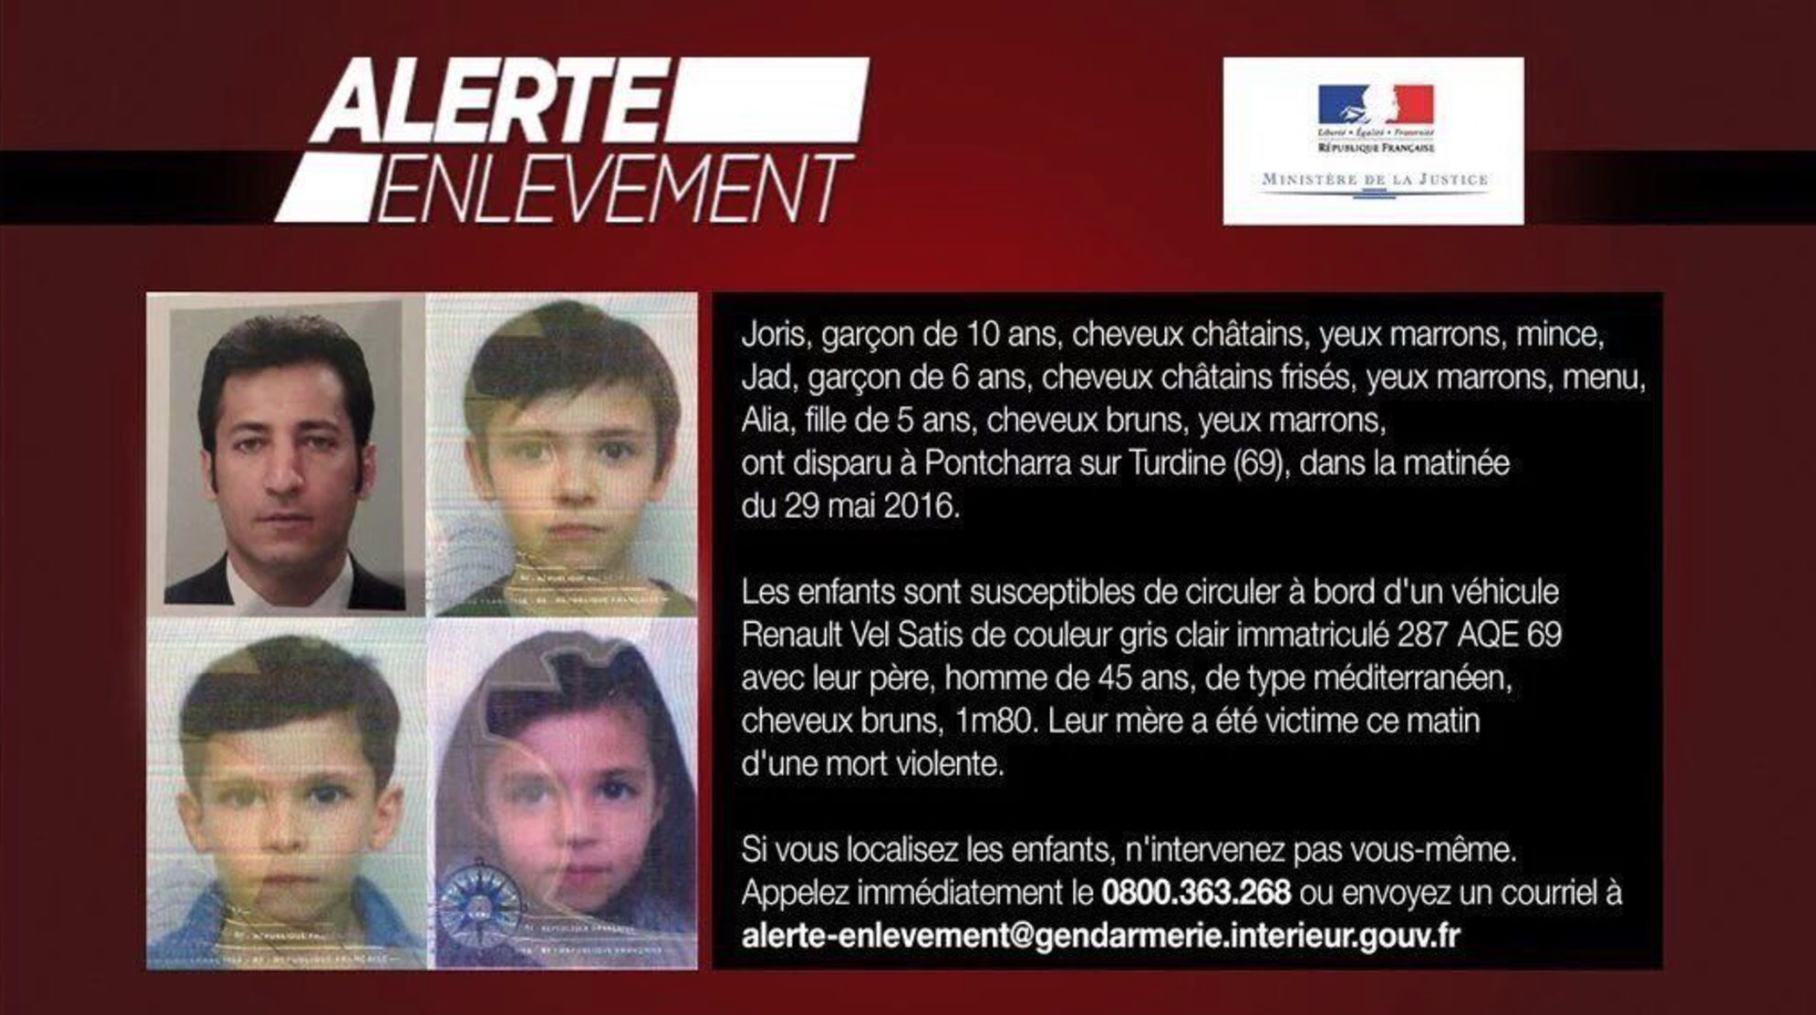 ALERTE
ENLEVEMENT
Liberté • Égalité • Fraternité
RÉPUBLIQUE FRANÇAISE
MINISTÈRE DE LA JUSTICE
Joris, garçon de 10 ans, cheveux châtains, yeux marrons, mince,
Jad, garçon de 6 ans, cheveux châtains frisés, yeux marrons, menu,
Alia, fille de 5 ans, cheveux bruns, yeux marrons,
ont disparu à Pontcharra sur Turdine (69), dans la matinée
du 29 mai 2016.
Les enfants sont susceptibles de circuler à bord d'un véhicule
Renault Vel Satis de couleur gris clair immatriculé 287 AQE 69
avec leur père, homme de 45 ans, de type méditerranéen,
cheveux bruns, 1m80. Leur mère a été victime ce matin
d'une mort violente.
Si vous localisez les enfants, n'intervenez pas vous-même.
Appelez immédiatement le 0800.363.268 ou envoyez un courriel à
alerte-enlevement@gendarmerie.interieur.gouv.fr